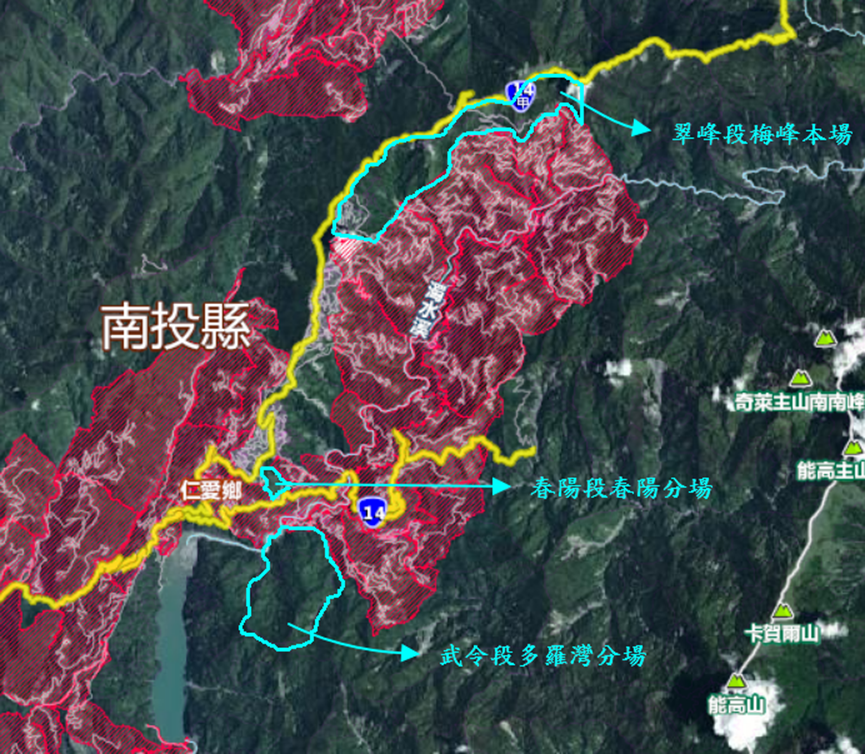 14
甲
翠峰段梅峰本場
濁水溪
南投縣
奇萊主山南南峰
能高主山
仁愛鄉
春陽段春陽分場
14
卡賀爾山
武令段多羅灣分場
能高山